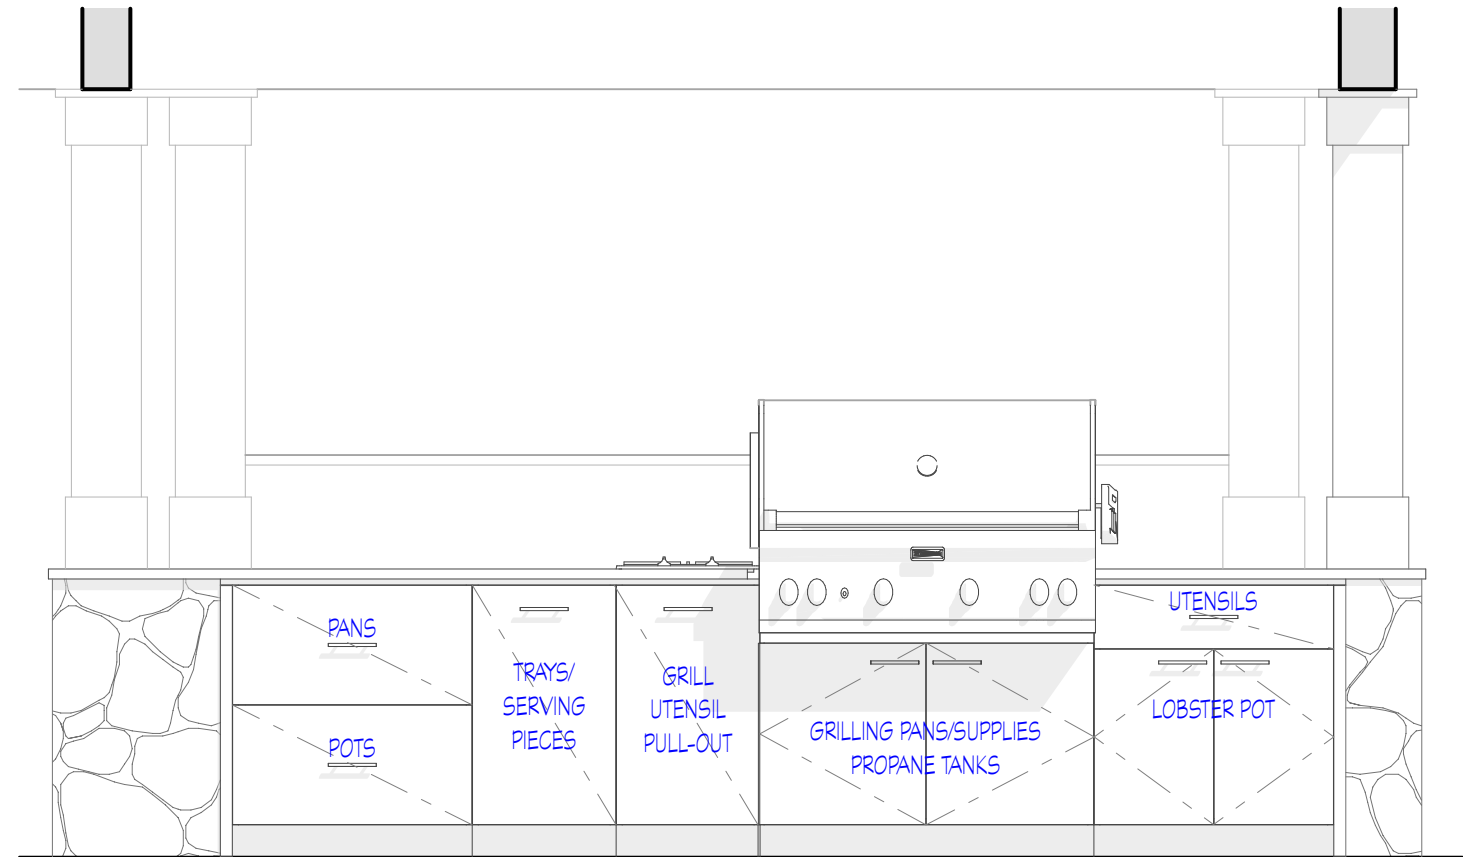 PANS
POTS
TRAYS/
SERVING
PIECES
GRILL
UTENSIL
PULL-OUT
GRILLING PANS/SUPPLIES
PROPANE TANKS
UTENSILS
LOBSTER POT